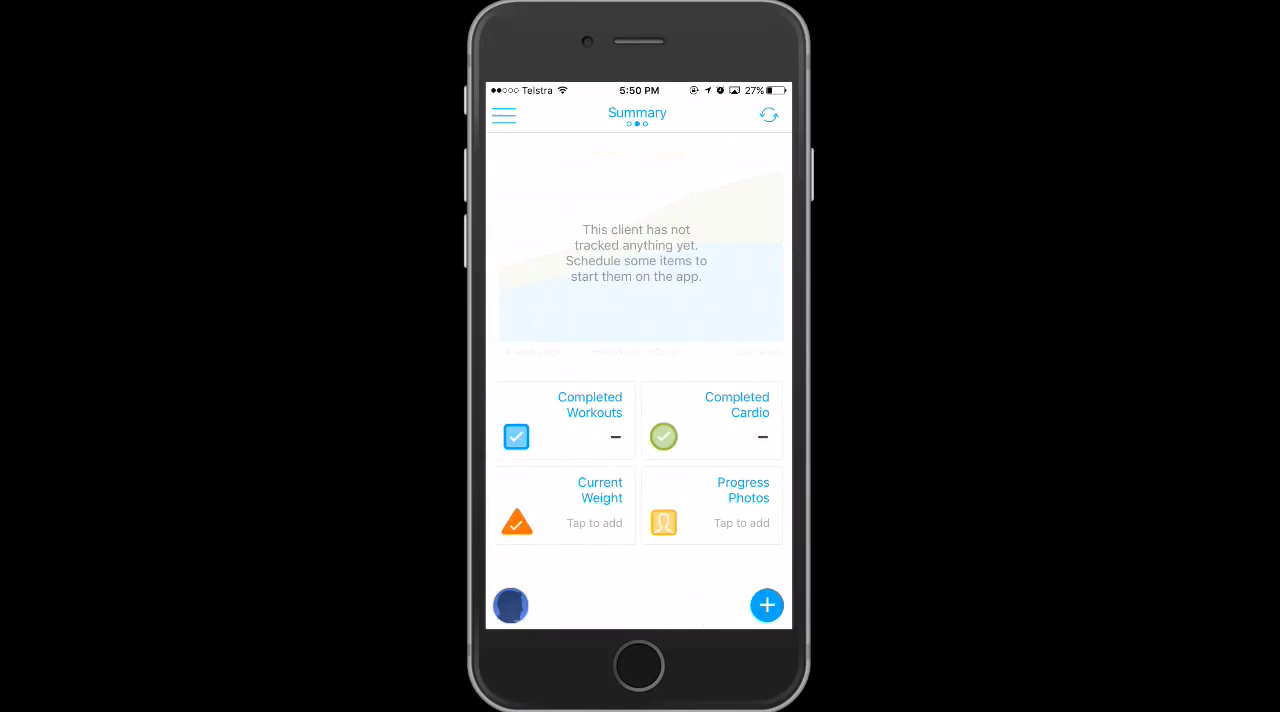 Telstra 5:50 PM 27%
Summary
This client has not
tracked anything yet.
Schedule some items to
start them on the app.
Completed
Workouts
–
Completed
Cardio
–
Current
Weight
Tap to add
Progress
Photos
Tap to add